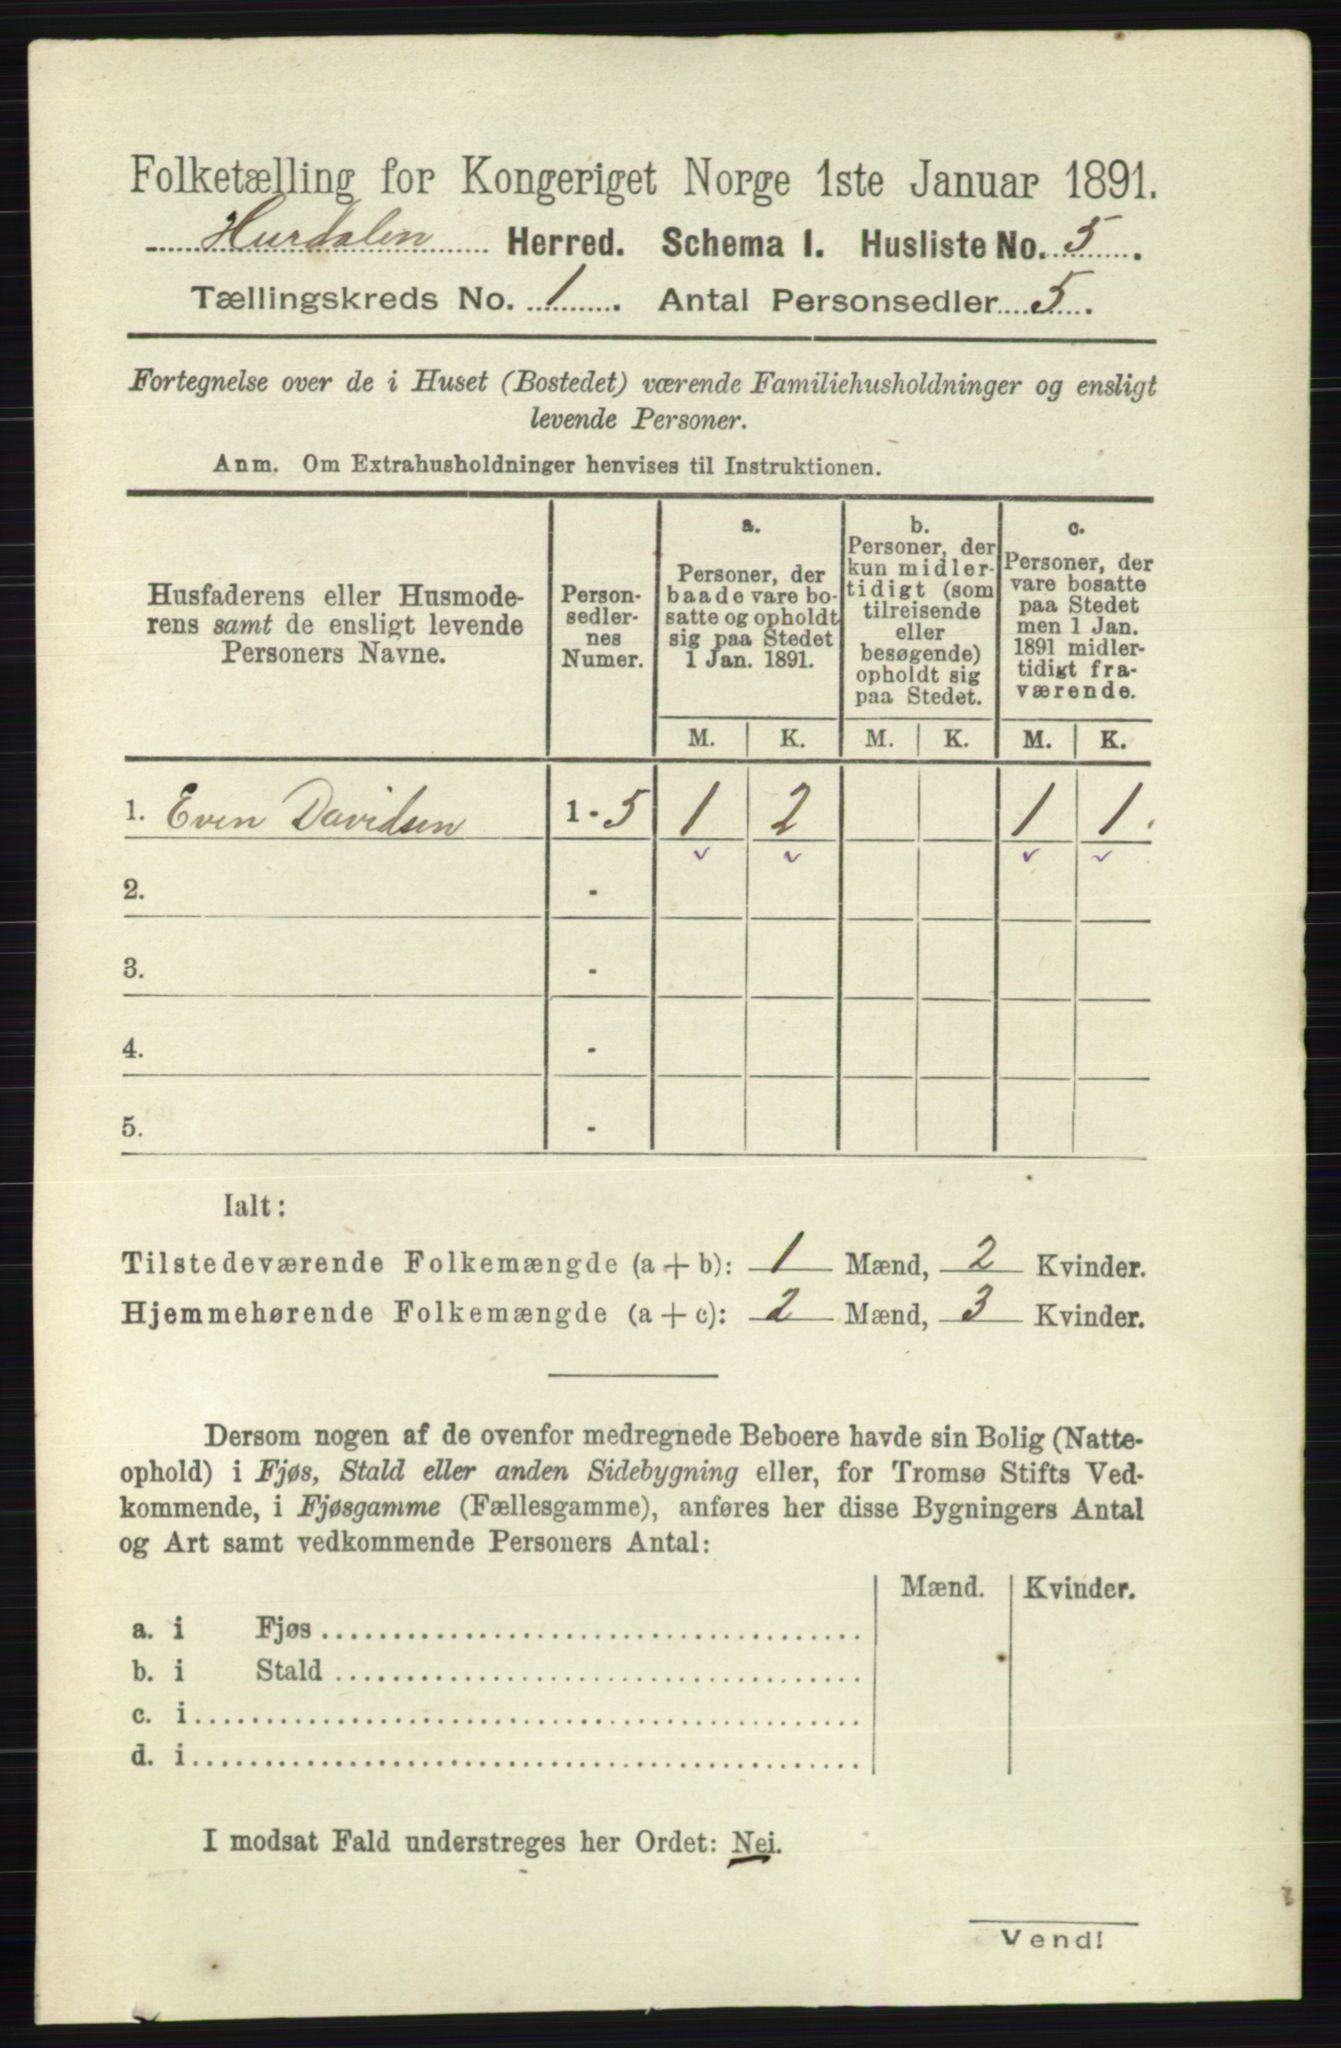 Folketælling for Kongeriget Norge 1ste Januar 1891.
Hurdalen Herred. Schema I. Husliste No. 5.
Tællingskreds No. 1. Antal Personsedler 5.
Fortegnelse over de i Huset (Bostedet) værende Familiehusholdninger og ensligt
levende Personer.
Anm. Om Extrahusholdninger henvises til Instruktionen.
Husfaderens eller Husmode-
rens samt de ensligt levende
Personers Navne.
Person-
sedler-
nes
Numer.
a.
Personer, der
baade vare bo-
satte og opholdt
sig paa Stedet
1 Jan. 1891.
b.
Personer, der
kun midler-
tidigt (som
tilreisende
eller
besøgende)
opholdt sig
paa Stedet.
c.
Personer, der
vare bosatte
paa Stedet
men 1 Jan.
1891 midler-
tidigt fra-
værende.
M. K. M. K. M. K.
1. Even Davidsen 1 - 5 1 2 1 1.
2. -
3. -
4. -
5. -
Ialt:
Tilstedeværende Folkemængde (a + b): 1 Mænd, 2 Kvinder.
Hjemmehørende Folkemængde (a + c): 2 Mænd, 3 Kvinder.
Dersom nogen af de ovenfor medregnede Beboere havde sin Bolig (Natte-
ophold) i Fjøs, Stald eller anden Sidebygning eller, for Tromsø Stifts Ved-
kommende, i Fjøsgamme (Fællesgamme), anføres her disse Bygningers Antal
og Art samt vedkommende Personers Antal:
Mænd. Kvinder.
a. i Fjøs
b. i Stald
c. i
d. i
I modsat Fald understreges her Ordet: Nei.
Vend!